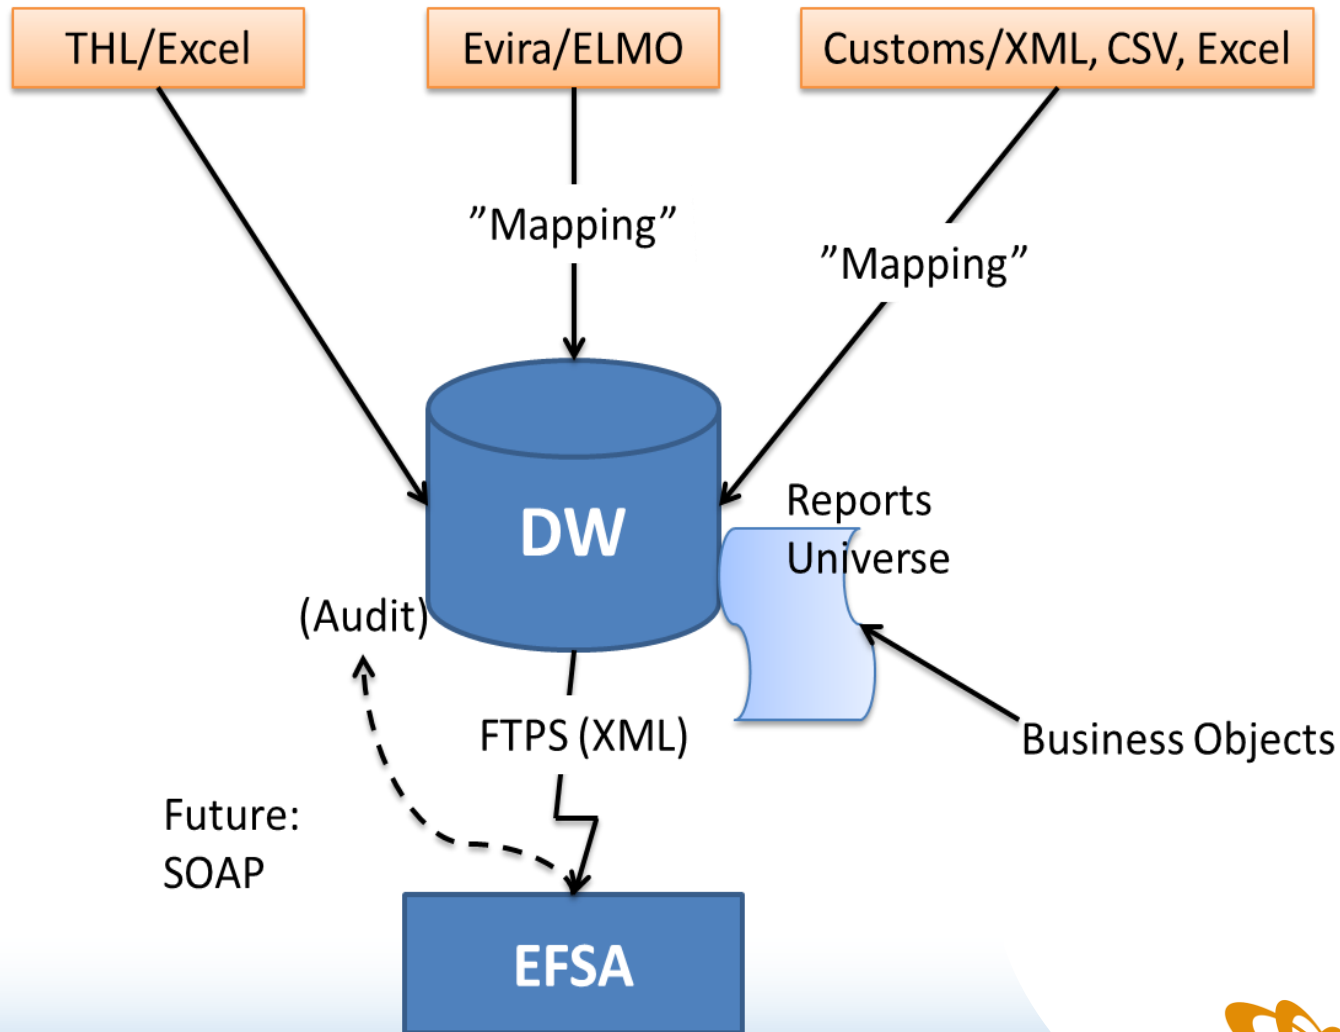 THL/Excel
Evira/ELMO
Customs/XML, CSV, Excel
”Mapping”
”Mapping”
DW
Reports
Universe
(Audit)
FTPS (XML)
Business Objects
Future:
SOAP
EFSA